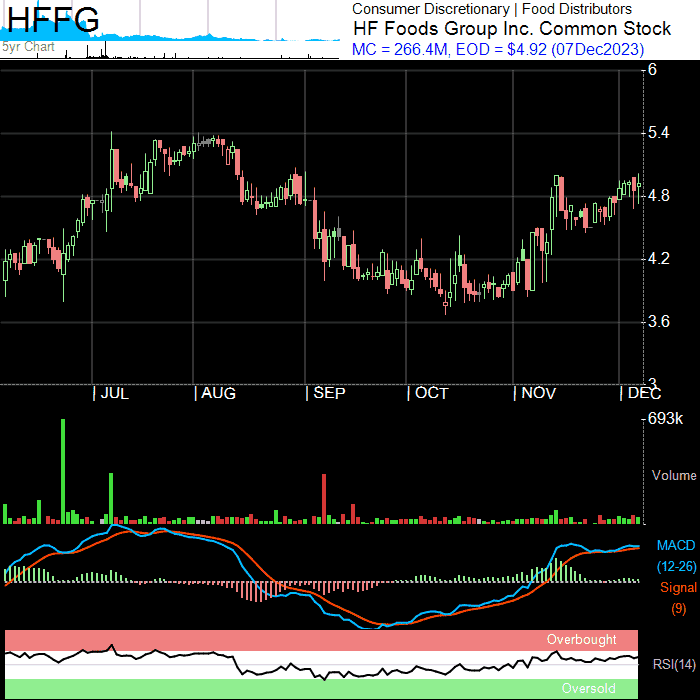 HFFG
5yr Chart
Consumer Discretionary | Food Distributors
HF Foods Group Inc. Common Stock
MC = 266.4M, EOD = $4.92 (07Dec2023)
6
5.4
4.8
4.2
3.6
3
JUL AUG SEP OCT NOV DEC
693k
Volume
MACD
(12-26)
Signal
(9)
Overbought
RSI(14)
Oversold